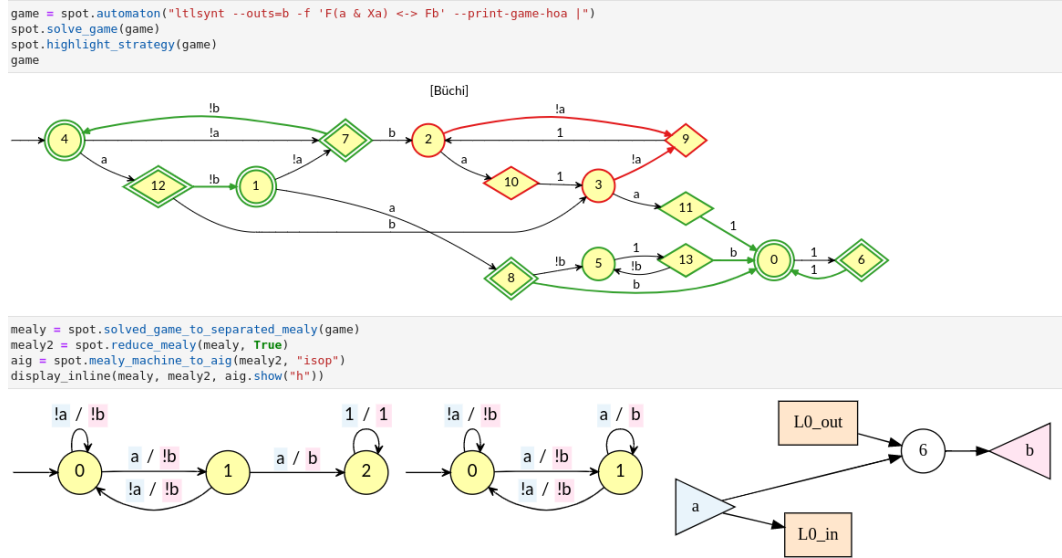 game = spot.automaton("ltlsynt --outs=b -f 'F(a & Xa) <-> Fb' --print-game-hoa |")
spot.solve_game(game)
spot.highlight_strategy(game)
game
[Büchi]
!b
!a
4
!a
7
b
2
1
9
a
!a
a
!a
12
!b
1
10
1
3
a
a
11
b
1
!b
5
1
13
b
0
1
6
8
!b
1
b
mealy = spot.solved_game_to_separated_mealy(game)
mealy2 = spot.reduce_mealy(mealy, True)
aig = spot.mealy_machine_to_aig(mealy2, "isop")
display_inline(mealy, mealy2, aig.show("h"))
!a / !b
1 / 1
!a / !b
a / b
L0_out
0
a / !b
1
a / b
2
0
a / !b
1
6
b
!a / !b
!a / !b
a
L0_in